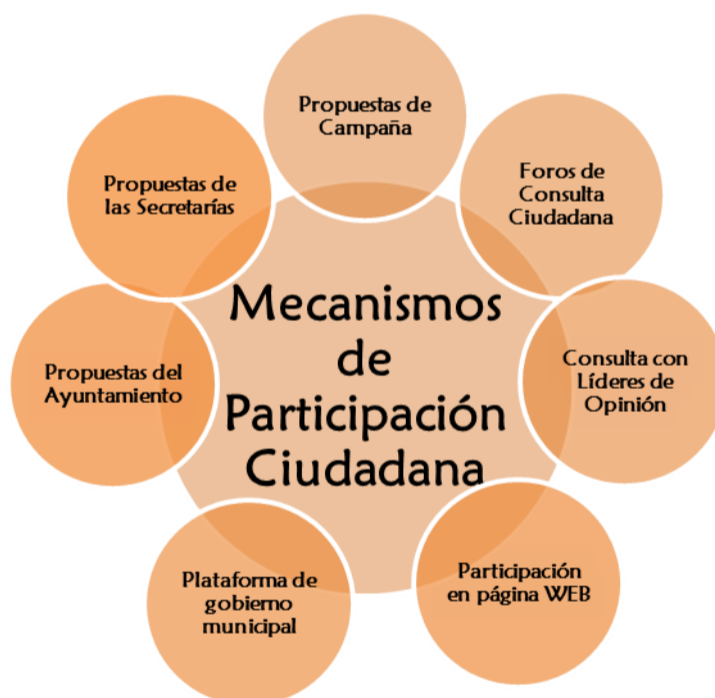 Mecanismos
de
Participación
Ciudadana
Propuestas de
Campaña
Foros de
Consulta
Ciudadana
Consulta con
Líderes de
Opinión
Participación
en página WEB
Plataforma de
gobierno
municipal
Propuestas del
Ayuntamiento
Propuestas de
las Secretarías